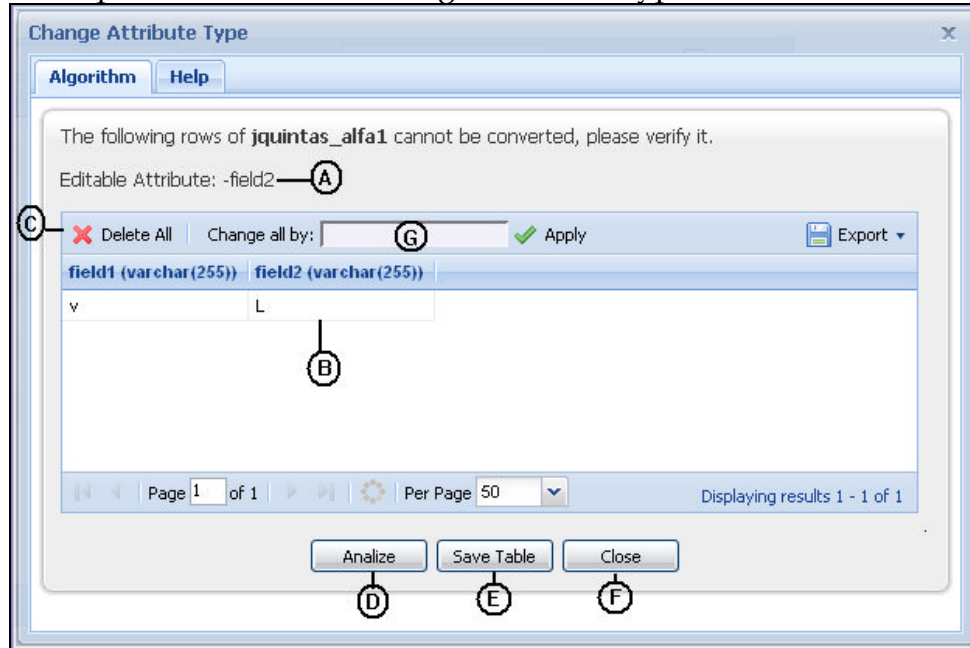 Change Attribute Type x
Algorithm Help
The following rows of jquintas_alfa1 cannot be converted, please verify it.
Editable Attribute: -field2 A
C Delete All Change all by: G Apply Export
field1 (varchar(255)) field2 (varchar(255))
v L
B
Page 1 of 1 Per Page 50 Displaying results 1 - 1 of 1
Analize Save Table Close
D E F